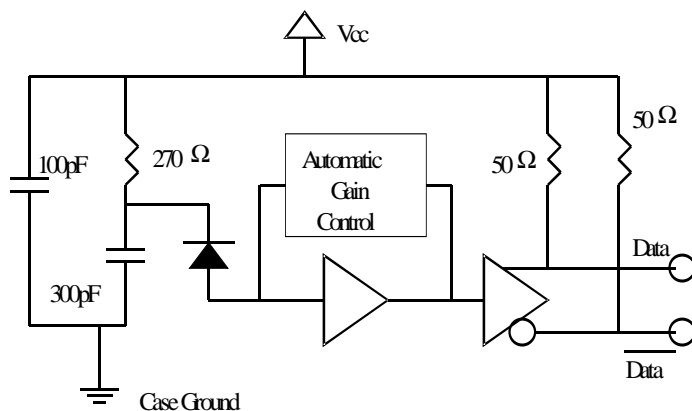 Vcc
50 Ω
100pF
270 Ω
Automatic
Gain
Control
50 Ω
Data
300pF
Data
Case Ground